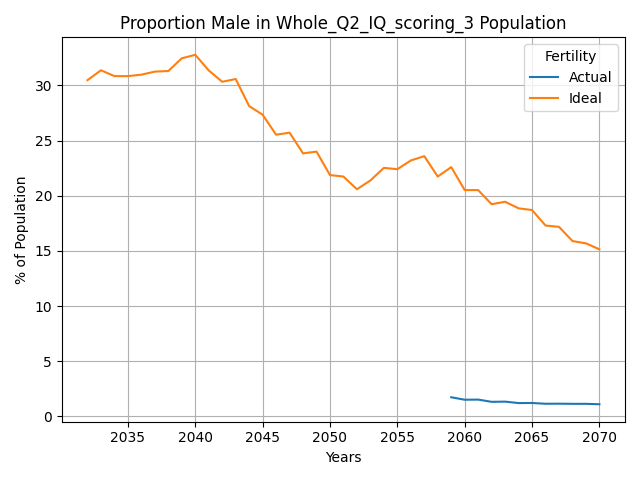 Proportion Male in Whole_Q2_IQ_scoring_3 Population
Fertility
Actual
Ideal
% of Population
30
25
20
15
10
5
0
2035 2040 2045 2050 2055 2060 2065 2070
Years